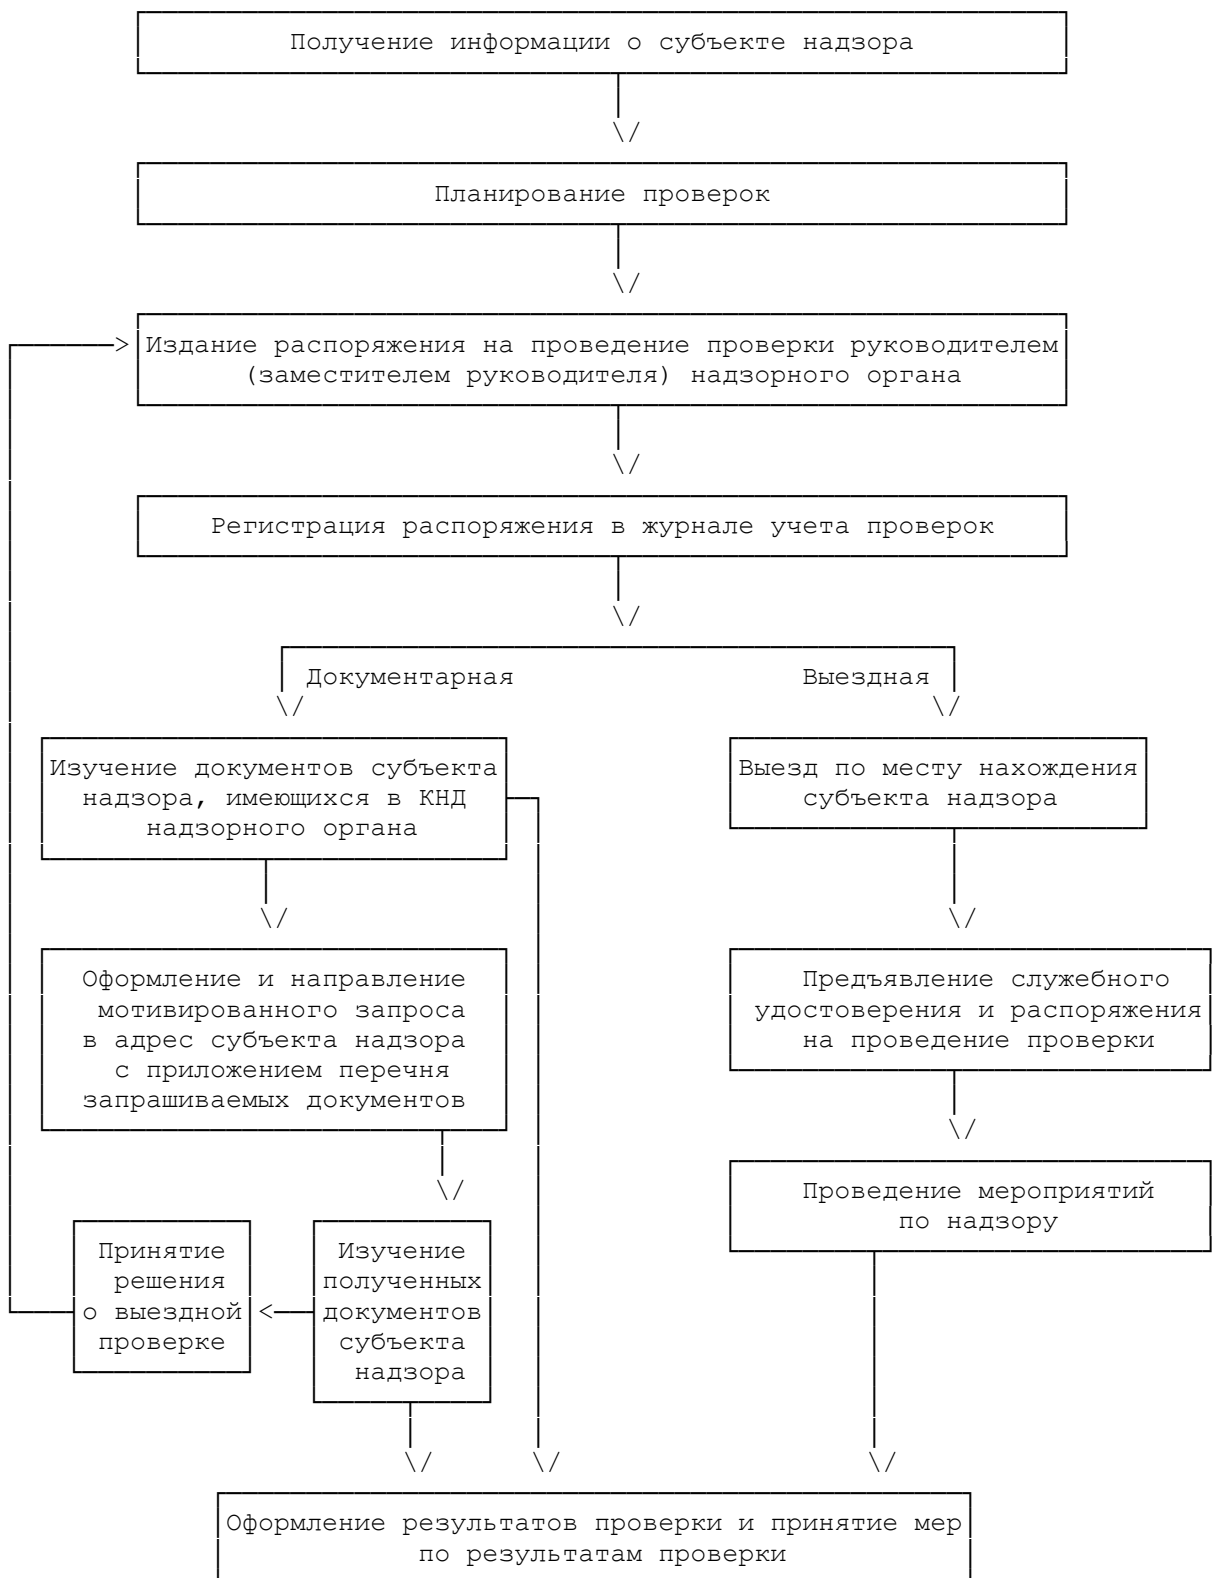 Получение информации о субъекте надзора
Планирование проверок
Издание распоряжения на проведение проверки руководителем
(заместителем руководителя) надзорного органа
Регистрация распоряжения в журнале учета проверок
Документарная
Выездная
Изучение документов субъекта
надзора, имеющихся в КНД
надзорного органа
Выезд по месту нахождения
субъекта надзора
Оформление и направление
мотивированного запроса
в адрес субъекта надзора
с приложением перечня
запрашиваемых документов
Предъявление служебного
удостоверения и распоряжения
на проведение проверки
Проведение мероприятий
по надзору
Принятие
решения
о выездной
проверке
Изучение
полученных
документов
субъекта
надзора
Оформление результатов проверки и принятие мер
по результатам проверки